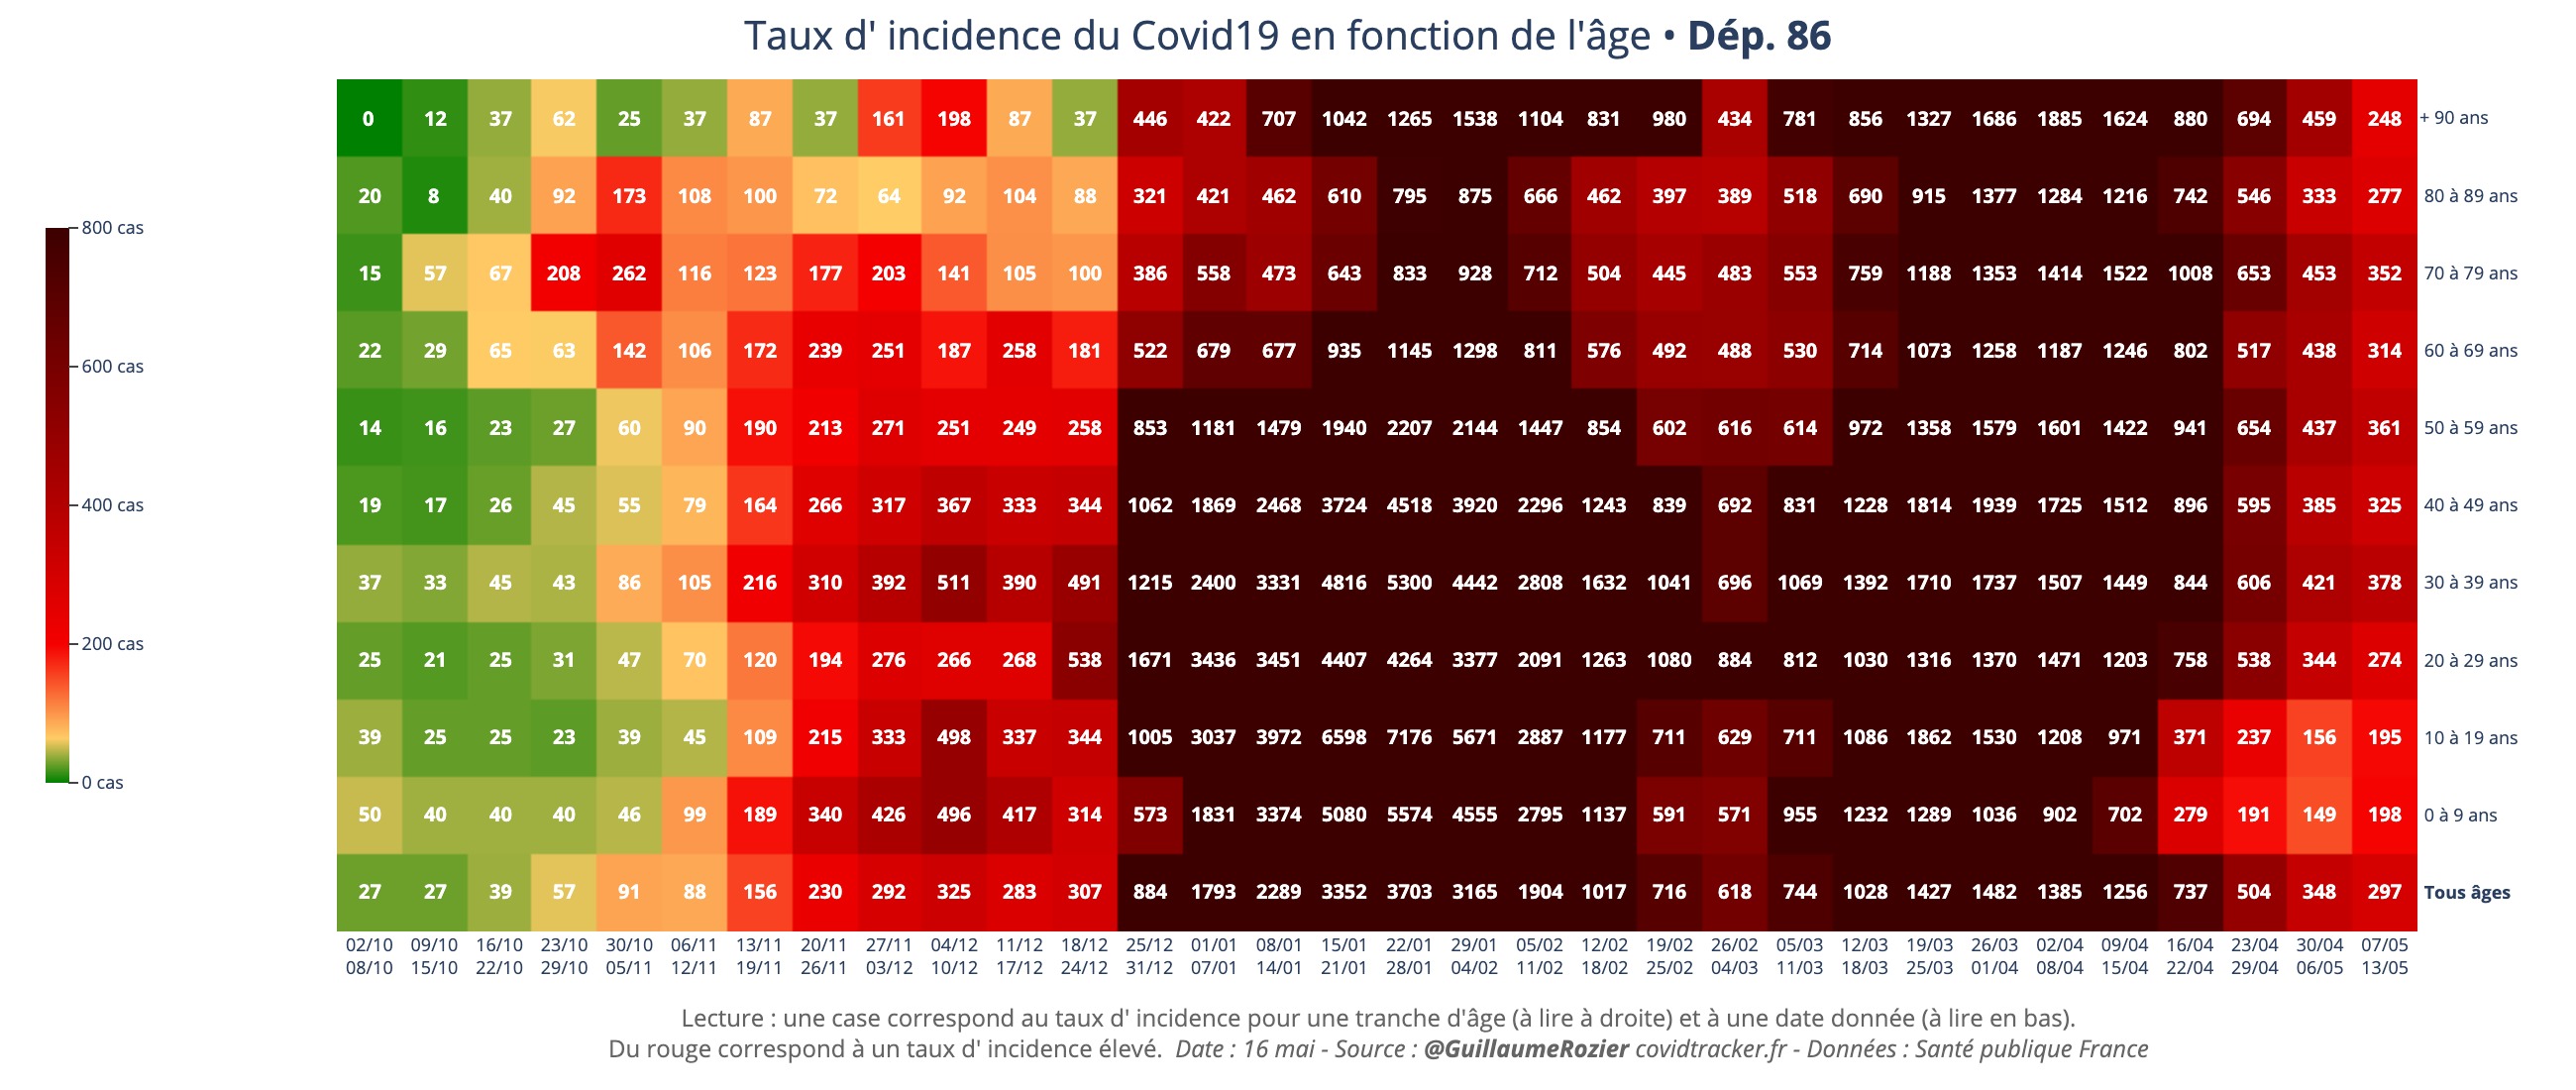 Taux d' incidence du Covid19 en fonction de l'âge • Dép. 86
0 12 37 62 25 37 87 37 161 198 87 37 446 422 707 1042 1265 1538 1104 831 980 434 781 856 1327 1686 1885 1624 880 694 459 248 + 90 ans
20 8 40 92 173 108 100 72 64 92 104 88 321 421 462 610 795 875 666 462 397 389 518 690 915 1377 1284 1216 742 546 333 277 80 à 89 ans
800 cas
15 57 67 208 262 116 123 177 203 141 105 100 386 558 473 643 833 928 712 504 445 483 553 759 1188 1353 1414 1522 1008 653 453 352 70 à 79 ans
22 29 65 63 142 106 172 239 251 187 258 181 522 679 677 935 1145 1298 811 576 492 488 530 714 1073 1258 1187 1246 802 517 438 314 60 à 69 ans
600 cas
14 16 23 27 60 90 190 213 271 251 249 258 853 1181 1479 1940 2207 2144 1447 854 602 616 614 972 1358 1579 1601 1422 941 654 437 361 50 à 59 ans
400 cas
19 17 26 45 55 79 164 266 317 367 333 344 1062 1869 2468 3724 4518 3920 2296 1243 839 692 831 1228 1814 1939 1725 1512 896 595 385 325 40 à 49 ans
37 33 45 43 86 105 216 310 392 511 390 491 1215 2400 3331 4816 5300 4442 2808 1632 1041 696 1069 1392 1710 1737 1507 1449 844 606 421 378 30 à 39 ans
200 cas
25 21 25 31 47 70 120 194 276 266 268 538 1671 3436 3451 4407 4264 3377 2091 1263 1080 884 812 1030 1316 1370 1471 1203 758 538 344 274 20 à 29 ans
39 25 25 23 39 45 109 215 333 498 337 344 1005 3037 3972 6598 7176 5671 2887 1177 711 629 711 1086 1862 1530 1208 971 371 237 156 195 10 à 19 ans
0 cas
50 40 40 40 46 99 189 340 426 496 417 314 573 1831 3374 5080 5574 4555 2795 1137 591 571 955 1232 1289 1036 902 702 279 191 149 198 0 à 9 ans
27 27 39 57 91 88 156 230 292 325 283 307 884 1793 2289 3352 3703 3165 1904 1017 716 618 744 1028 1427 1482 1385 1256 737 504 348 297 Tous âges
02/10 09/10 16/10 23/10 30/10 06/11 13/11 20/11 27/11 04/12 11/12 18/12 25/12 01/01 08/01 15/01 22/01 29/01 05/02 12/02 19/02 26/02 05/03 12/03 19/03 26/03 02/04 09/04 16/04 23/04 30/04 07/05
08/10 15/10 22/10 29/10 05/11 12/11 19/11 26/11 03/12 10/12 17/12 24/12 31/12 07/01 14/01 21/01 28/01 04/02 11/02 18/02 25/02 04/03 11/03 18/03 25/03 01/04 08/04 15/04 22/04 29/04 06/05 13/05
Lecture : une case correspond au taux d' incidence pour une tranche d'âge (à lire à droite) et à une date donnée (à lire en bas).
Du rouge correspond à un taux d' incidence élevé. Date : 16 mai - Source : @GuillaumeRozier covidtracker.fr - Données : Santé publique France